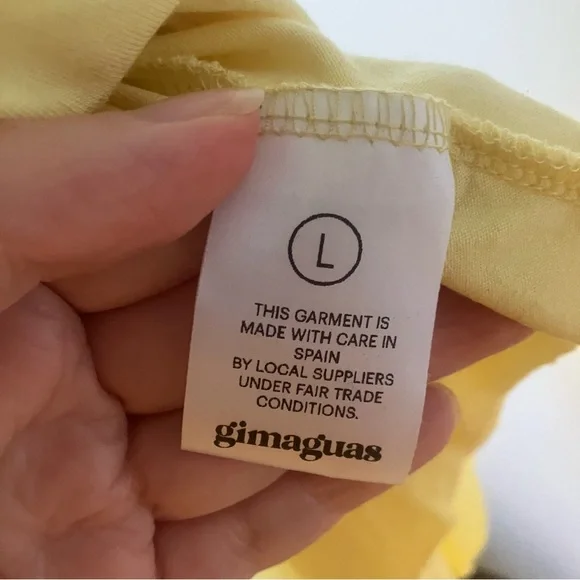 L
THIS GARMENT IS
MADE WITH CARE IN
SPAIN
BY LOCAL SUPPLIERS
UNDER FAIR TRADE
CONDITIONS.
gimaguas